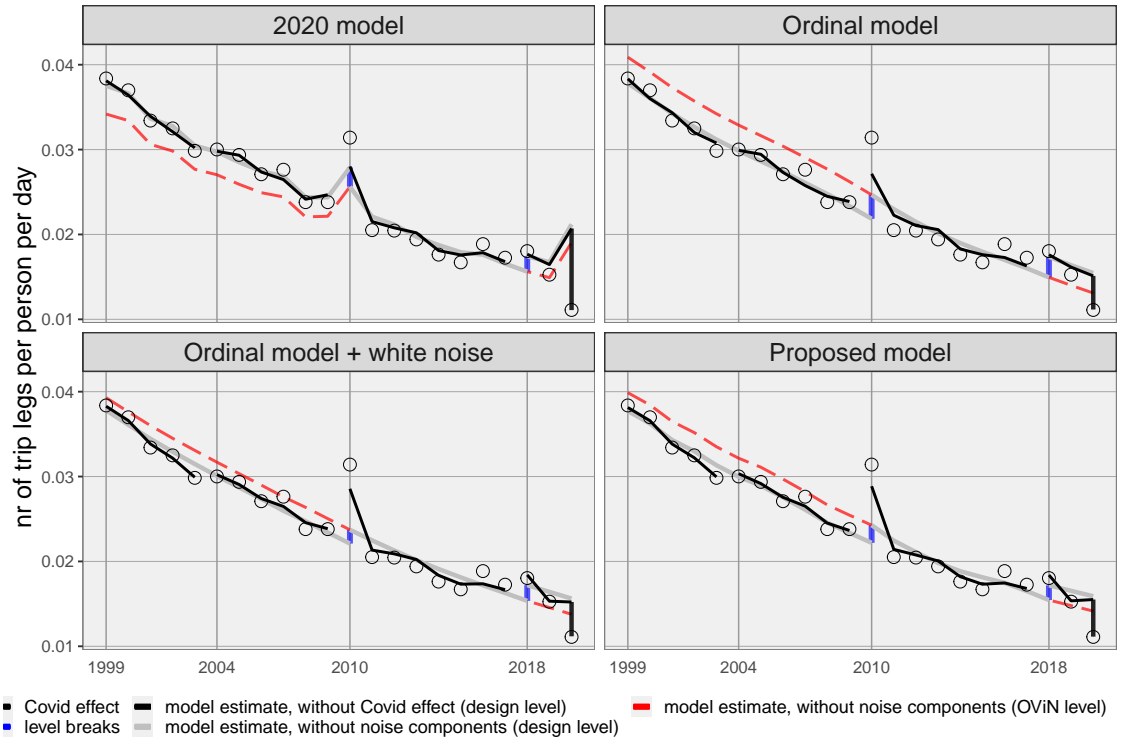 2020 model
Ordinal model
0.04
0.03
0.02
0.01
Ordinal model + white noise
Proposed model
0.04
0.03
0.02
0.01
nr of trip legs per person per day
1999 2004 2010 2018
1999 2004 2010 2018
Covid effect
level breaks
model estimate, without Covid effect (design level)
model estimate, without noise components (design level)
model estimate, without noise components (OViN level)